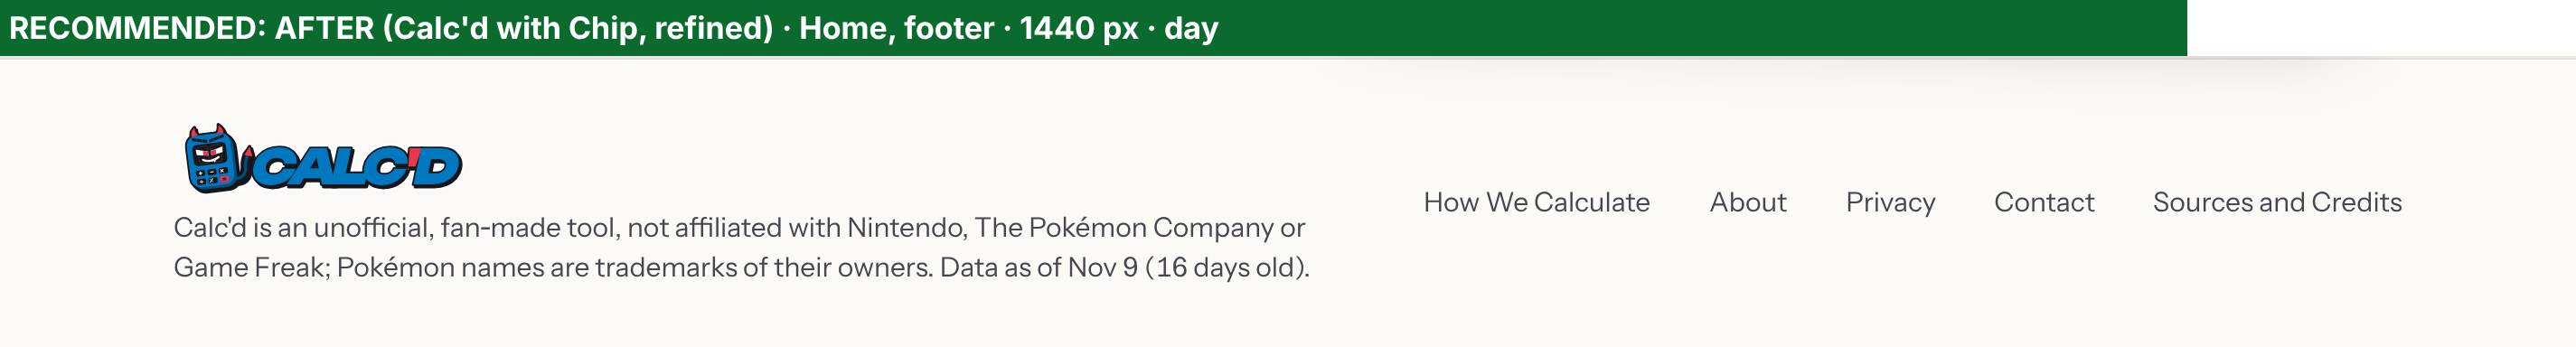 RECOMMENDED: AFTER (Calc'd with Chip, refined) · Home, footer · 1440 px · day
CALC'D
Calc'd is an unofficial, fan-made tool, not affiliated with Nintendo, The Pokémon Company or
Game Freak; Pokémon names are trademarks of their owners. Data as of Nov 9 (16 days old).
How We Calculate About Privacy Contact Sources and Credits